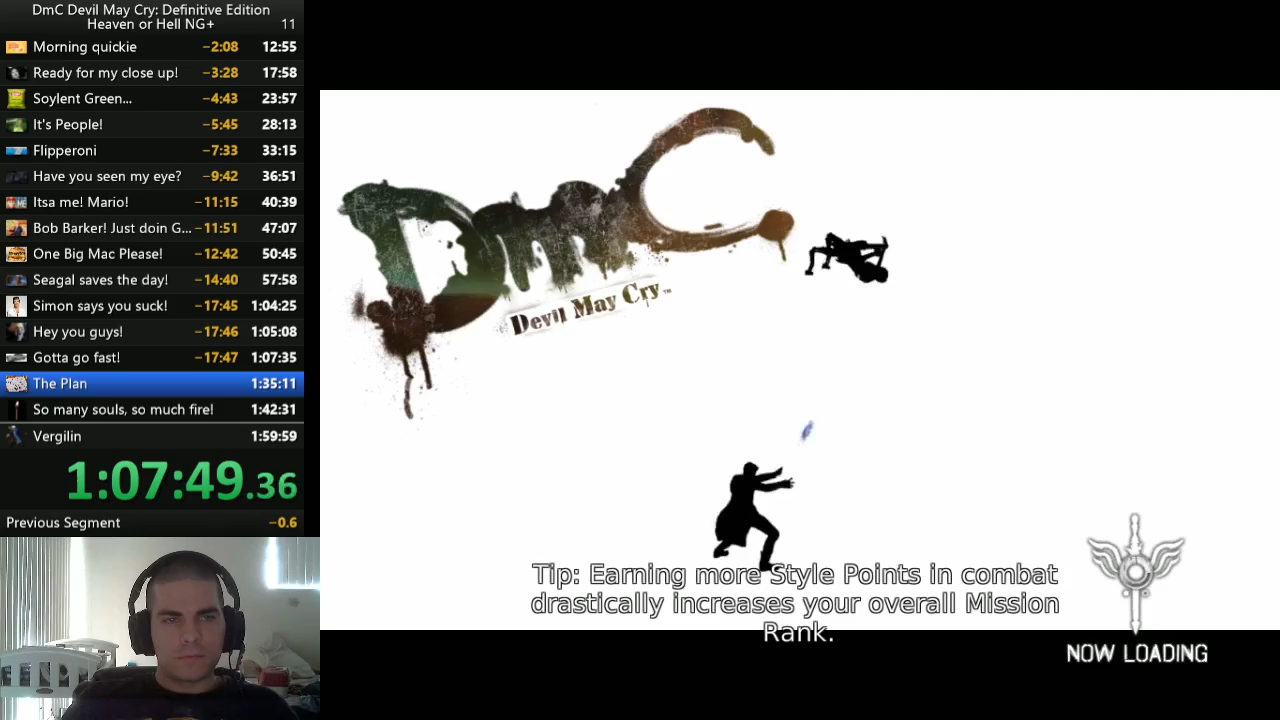 DmC Devil May Cry: Definitive Edition
Heaven or Hell NG+ 11
Morning quickie −2:08 12:55
Ready for my close up! −3:28 17:58
Soylent Green... −4:43 23:57
It's People! −5:45 28:13
Flipperoni −7:33 33:15
Have you seen my eye? −9:42 36:51
Itsa me! Mario! −11:15 40:39
Bob Barker! Just doin G... −11:51 47:07
One Big Mac Please! −12:42 50:45
Seagal saves the day! −14:40 57:58
Simon says you suck! −17:45 1:04:25
Hey you guys! −17:46 1:05:08
Gotta go fast! −17:47 1:07:35
The Plan 1:35:11
So many souls, so much fire! 1:42:31
Vergilin 1:59:59
1:07:49.36
Previous Segment −0.6
DmC
Devil May Cry™
Tip: Earning more Style Points in combat
drastically increases your overall Mission
Rank.
NOW LOADING